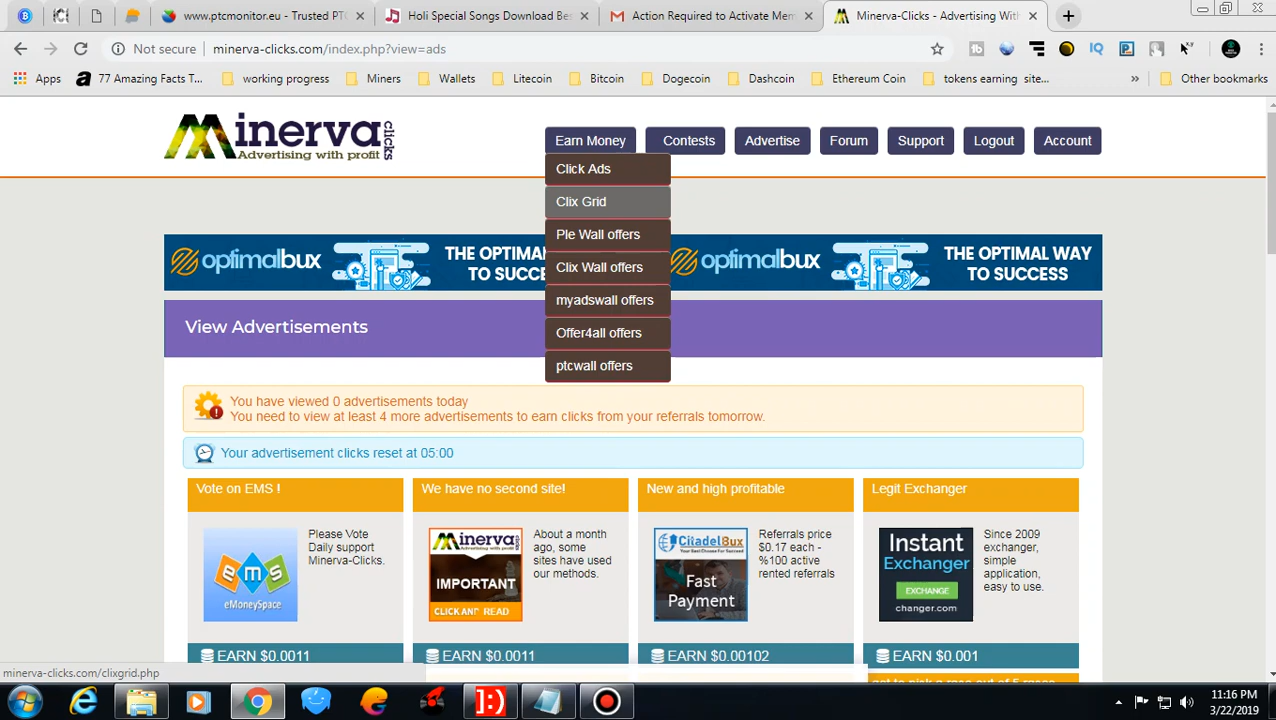 www.ptcmonitor.eu - Trusted PTC
Holi Special Songs Download Be
Action Required to Activate Mem
Minerva-Clicks - Advertising With
Not secure
minerva-clicks.com/index.php?view=ads
Apps
77 Amazing Facts T...
working progress
Miners
Wallets
Litecoin
Bitcoin
Dogecoin
Dashcoin
Ethereum Coin
tokens earning site...
»
Other bookmarks
Minerva clicks
Advertising with profit
Earn Money
Contests
Advertise
Forum
Support
Logout
Account
Click Ads
Clix Grid
Ple Wall offers
Clix Wall offers
myadswall offers
Offer4all offers
ptcwall offers
optimalbux
THE OPTIMAL
TO SUCCE
optimalbux
THE OPTIMAL WAY
TO SUCCESS
View Advertisements
You have viewed 0 advertisements today
You need to view at least 4 more advertisements to earn clicks from your referrals tomorrow.
Your advertisement clicks reset at 05:00
Vote on EMS !
EMS
eMoneySpace
Please Vote
Daily support
Minerva-Clicks.
EARN $0.0011
We have no second site!
Minerva
Advertising with profit
IMPORTANT
CLICK AND READ
About a month
ago, some
sites have used
our methods.
EARN $0.0011
New and high profitable
CitadelBux
Your Best Choice For Succeed
Fast
Payment
Referrals price
$0.17 each -
%100 active
rented referrals
EARN $0.00102
Legit Exchanger
Instant
Exchanger
EXCHANGE
changer.com
Since 2009
exchanger,
simple
application,
easy to use.
EARN $0.001
minerva-clicks.com/clixgrid.php
11:16 PM
3/22/2019